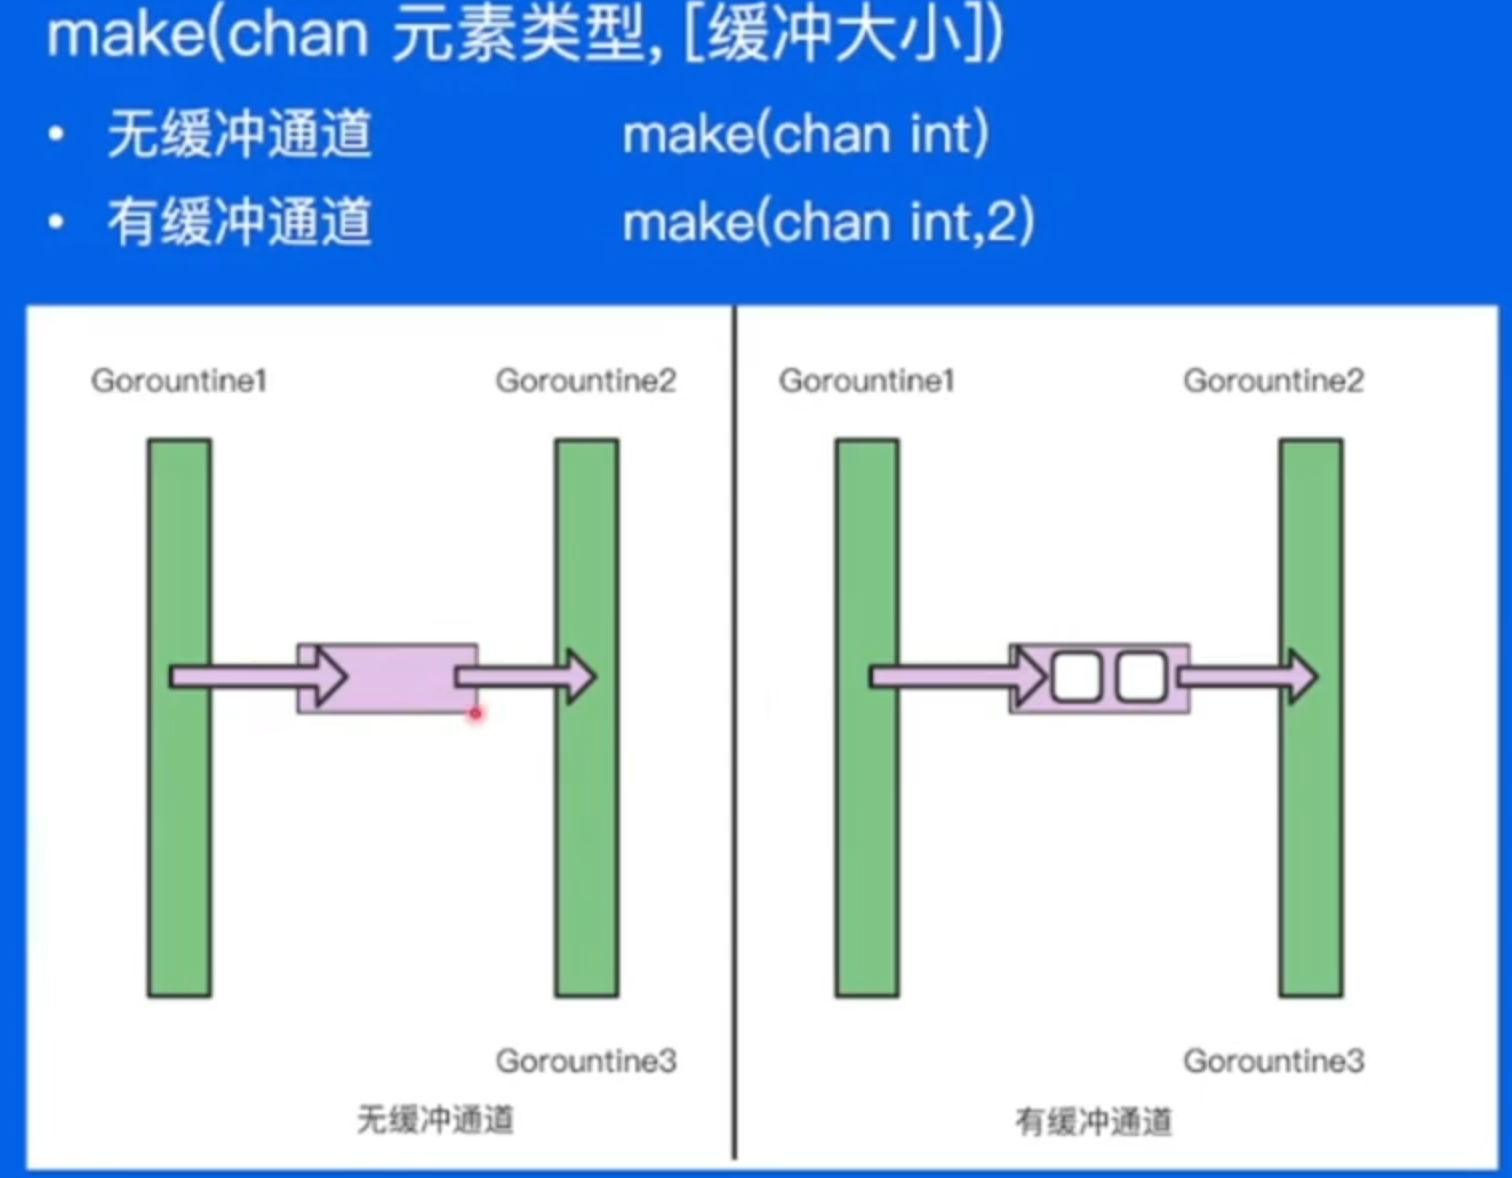 make(chan 元素类型, [缓冲大小])
• 无缓冲通道 make(chan int)
• 有缓冲通道 make(chan int,2)
Gorountine1 Gorountine2
Gorountine3
无缓冲通道
Gorountine1 Gorountine2
Gorountine3
有缓冲通道